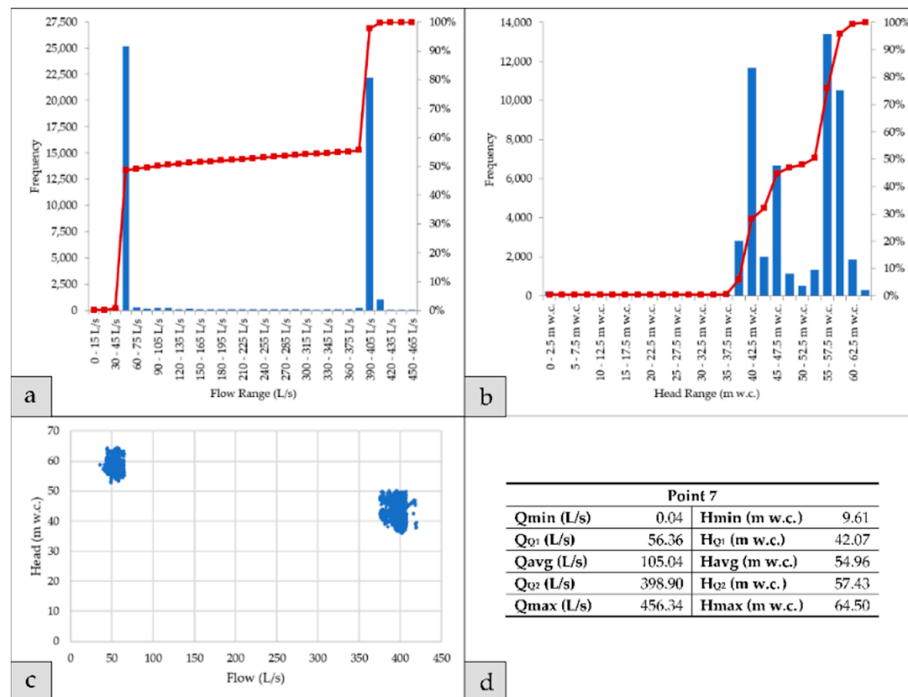 27,500
25,000
22,500
20,000
17,500
15,000
12,500
10,000
7,500
5,000
2,500
0
Frequency
100%
90%
80%
70%
60%
50%
40%
30%
20%
10%
0%
0 - 15 L/s
30 - 45 L/s
60 - 75 L/s
90 - 105 L/s
120 - 135 L/s
150 - 165 L/s
180 - 195 L/s
210 - 225 L/s
240 - 255 L/s
270 - 285 L/s
300 - 315 L/s
330 - 345 L/s
360 - 375 L/s
390 - 405 L/s
420 - 435 L/s
450 - 465 L/s
Flow Range (L/s)
a
14,000
12,000
10,000
8,000
6,000
4,000
2,000
0
Frequency
100%
90%
80%
70%
60%
50%
40%
30%
20%
10%
0%
0 - 2.5 m w.c.
5 - 7.5 m w.c.
10 - 12.5 m w.c.
15 - 17.5 m w.c.
20 - 22.5 m w.c.
25 - 27.5 m w.c.
30 - 32.5 m w.c.
35 - 37.5 m w.c.
40 - 42.5 m w.c.
45 - 47.5 m w.c.
50 - 52.5 m w.c.
55 - 57.5 m w.c.
60 - 62.5 m w.c.
Head Range (m w.c.)
b
70
60
50
40
30
20
10
0
Head (m w.c.)
0 50 100 150 200 250 300 350 400 450
Flow (L/s)
c
Point 7
Qmin (L/s) 0.04 Hmin (m w.c.) 9.61
QQ1 (L/s) 56.36 HQ1 (m w.c.) 42.07
Qavg (L/s) 105.04 Havg (m w.c.) 54.96
QQ2 (L/s) 398.90 HQ2 (m w.c.) 57.43
Qmax (L/s) 456.34 Hmax (m w.c.) 64.50
d